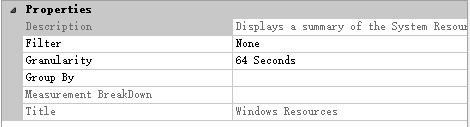 Properties
Description Displays a summary of the System Resour
Filter None
Granularity 64 Seconds
Group By
Measurement BreakDown
Title Windows Resources